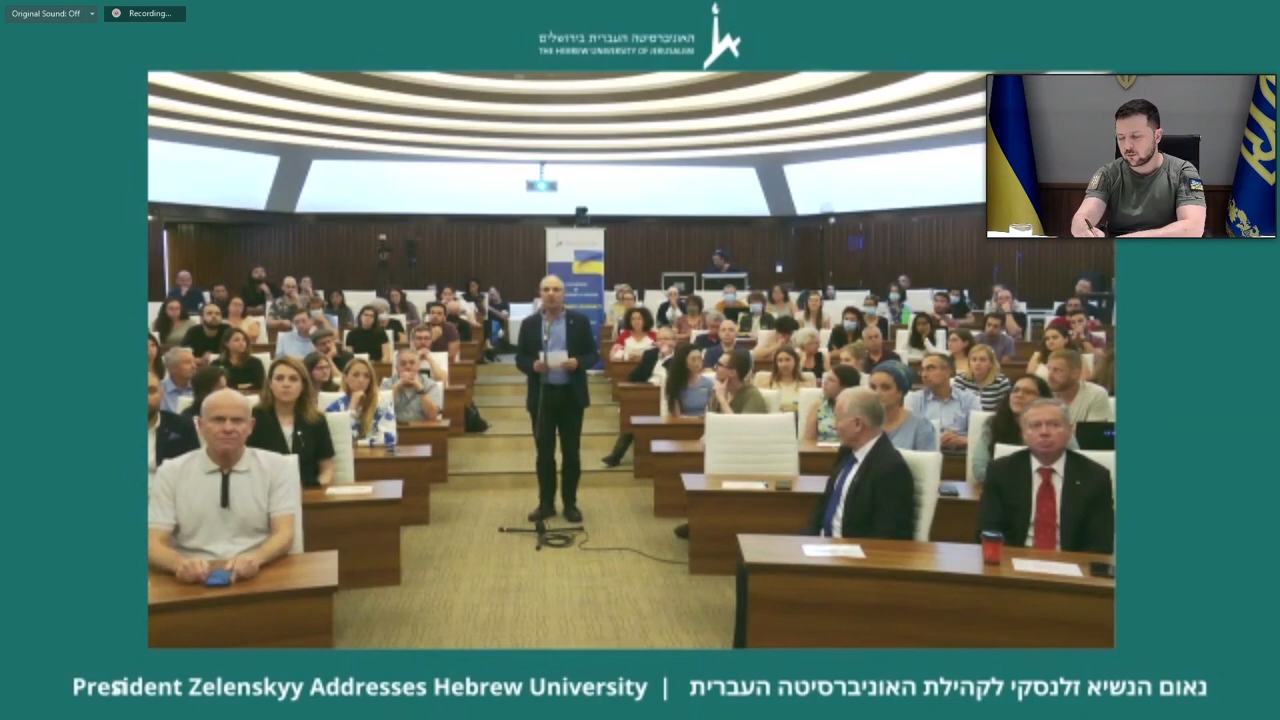 Original Sound: Off
Recording...
האוניברסיטה העברית בירושלים
THE HEBREW UNIVERSITY OF JERUSALEM
President Zelenskyy Addresses Hebrew University | נאום הנשיא זלנסקי לקהילת האוניברסיטה העברית